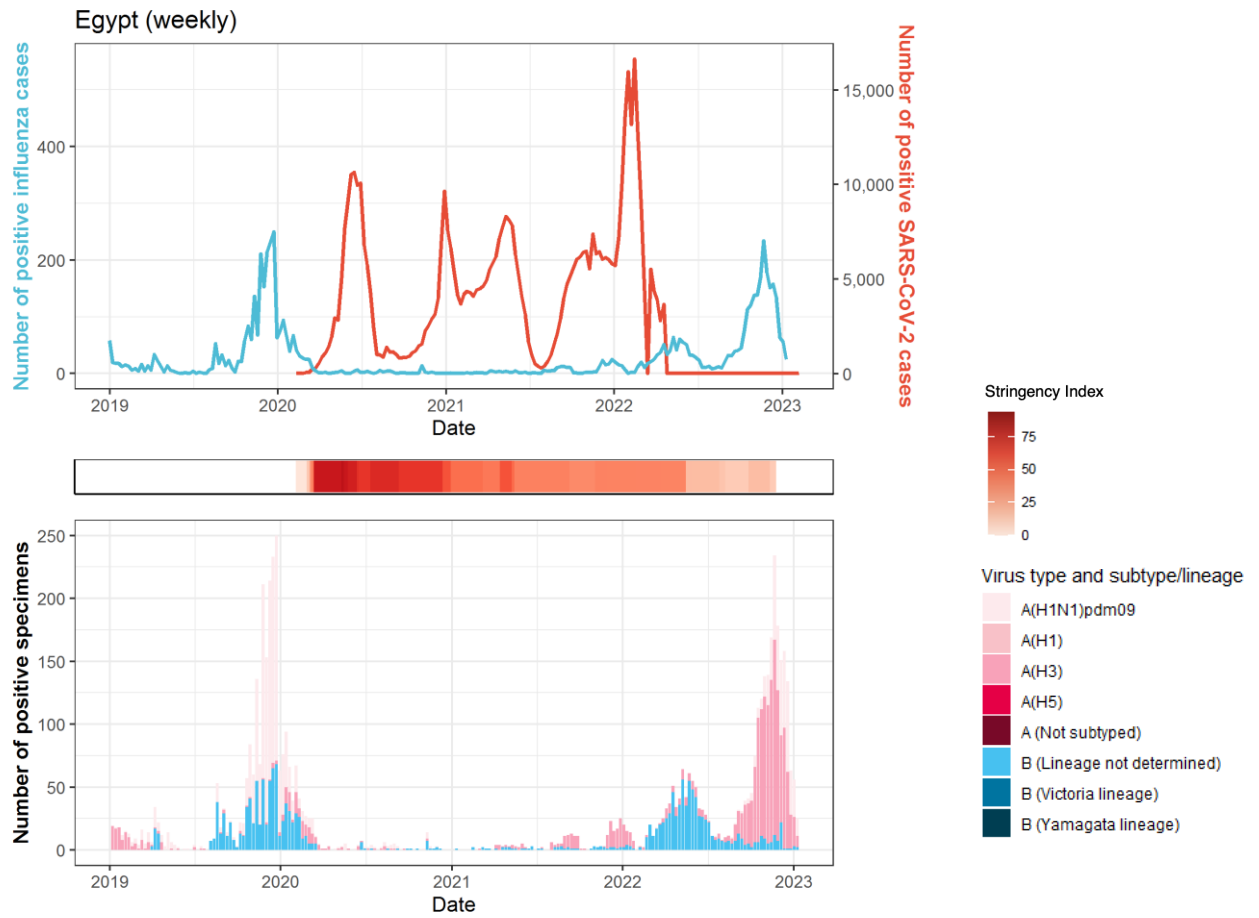 Egypt (weekly)
Number of positive influenza cases
400
200
0
Number of positive SARS-CoV-2 cases
15,000
10,000
5,000
0
2019 2020 2021 2022 2023
Date
Stringency Index
75
50
25
0
Number of positive specimens
250
200
150
100
50
0
2019 2020 2021 2022 2023
Date
Virus type and subtype/lineage
A(H1N1)pdm09
A(H1)
A(H3)
A(H5)
A (Not subtyped)
B (Lineage not determined)
B (Victoria lineage)
B (Yamagata lineage)